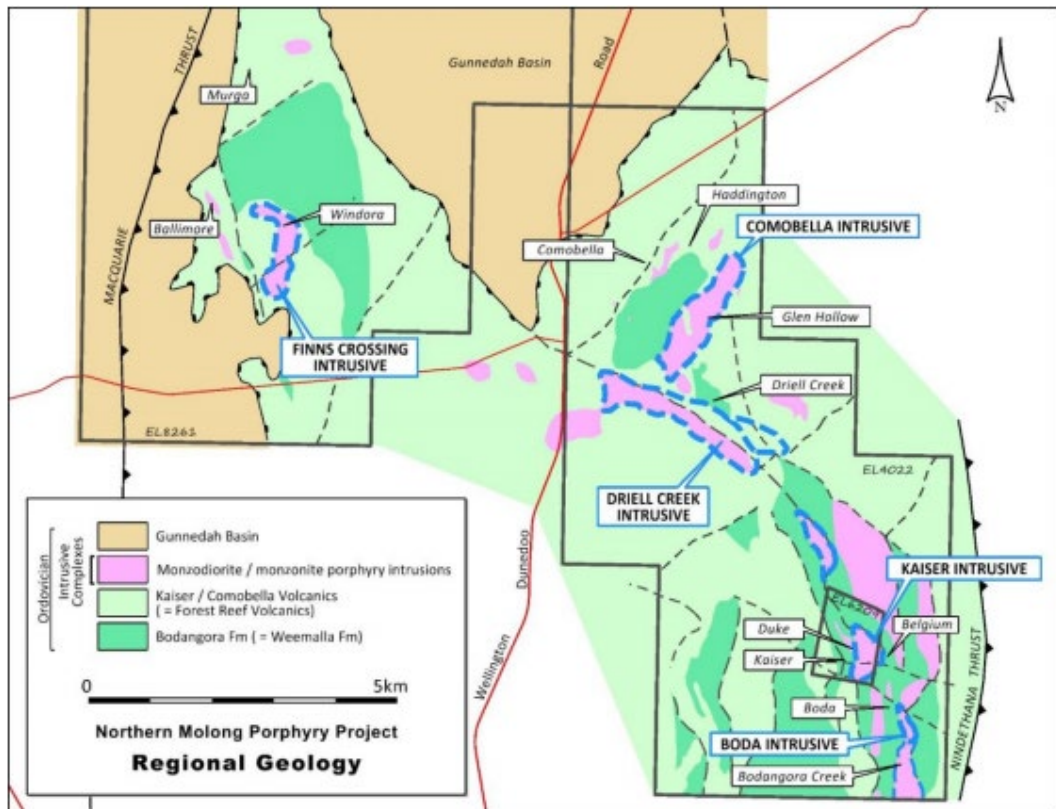 Gunnedah Basin
Road
THRUST
Murga
Haddington
Windora
COMOBELLA INTRUSIVE
Ballimore
Comobella
MACQUARIE
Glen Hollow
FINNS CROSSING
INTRUSIVE
Driell Creek
EL8261
EL4022
DRIELL CREEK
INTRUSIVE
KAISER INTRUSIVE
EL6209
Duke
Belgium
Kaiser
Dunedoo
Wellington
Boda
BODA INTRUSIVE
Bodangora Creek
NINDETHANA THRUST
N
Ordovician
Intrusive
Complexes
Gunnedah Basin
Monzodiorite / monzonite porphyry intrusions
Kaiser / Comobella Volcanics
( = Forest Reef Volcanics)
Bodangora Fm ( = Weemalla Fm)
0 5km
Northern Molong Porphyry Project
Regional Geology